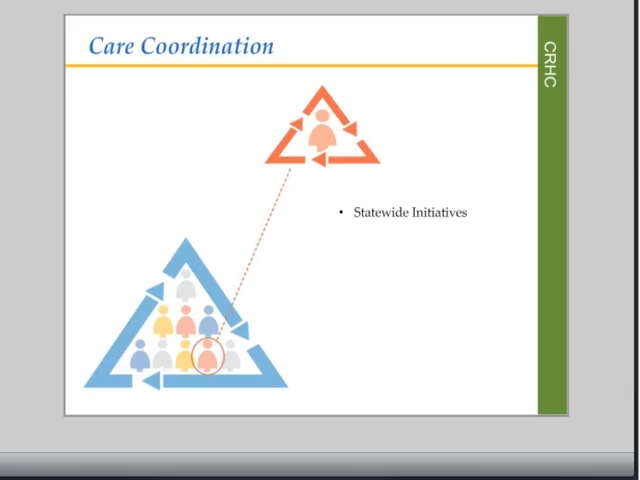 Care Coordination
CRHC
• Statewide Initiatives